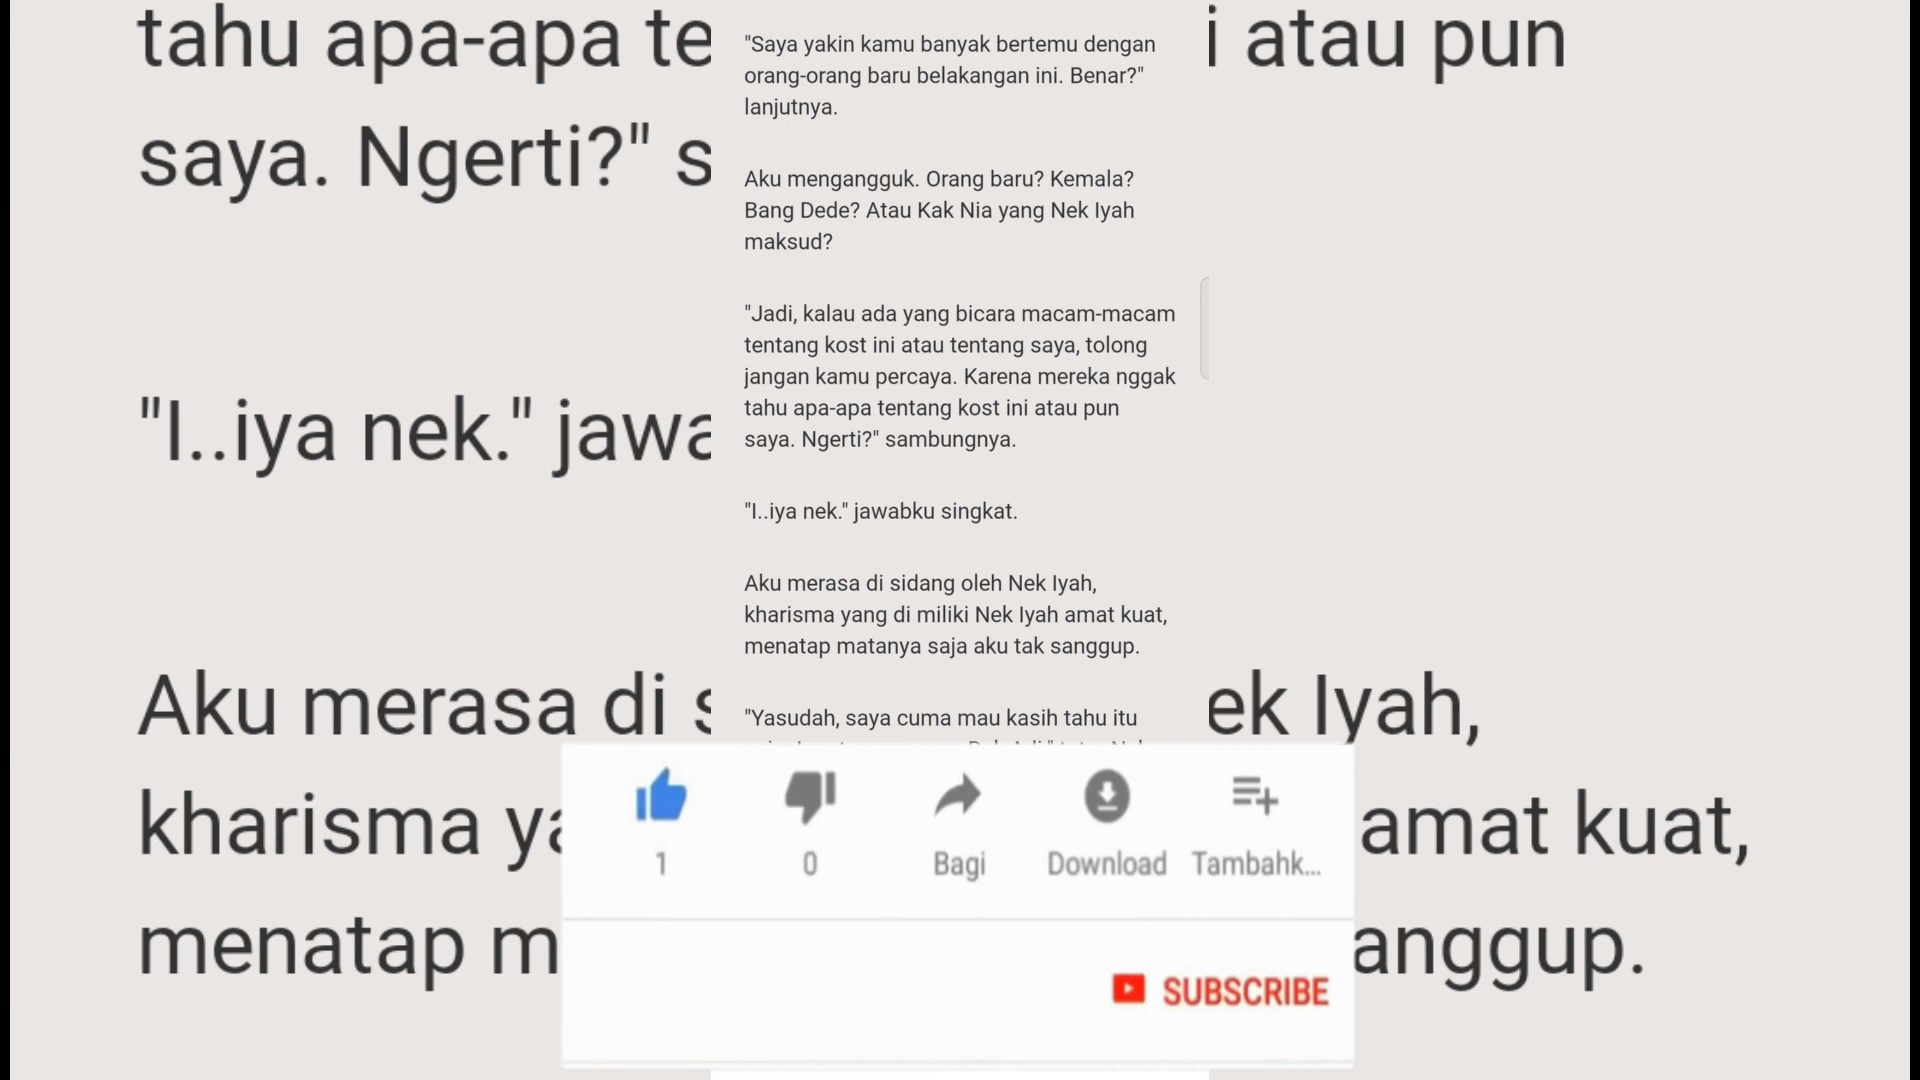 tahu apa-apa te
i atau pun
saya. Ngerti?" s
"I..iya nek." jawa
Aku merasa di s
ek Iyah,
kharisma ya
amat kuat,
menatap m
anggup.
"Saya yakin kamu banyak bertemu dengan
orang-orang baru belakangan ini. Benar?"
lanjutnya.
Aku mengangguk. Orang baru? Kemala?
Bang Dede? Atau Kak Nia yang Nek Iyah
maksud?
"Jadi, kalau ada yang bicara macam-macam
tentang kost ini atau tentang saya, tolong
jangan kamu percaya. Karena mereka nggak
tahu apa-apa tentang kost ini atau pun
saya. Ngerti?" sambungnya.
"I..iya nek." jawabku singkat.
Aku merasa di sidang oleh Nek Iyah,
kharisma yang di miliki Nek Iyah amat kuat,
menatap matanya saja aku tak sanggup.
"Yasudah, saya cuma mau kasih tahu itu
1
0
Bagi
Download
Tambahk...
SUBSCRIBE